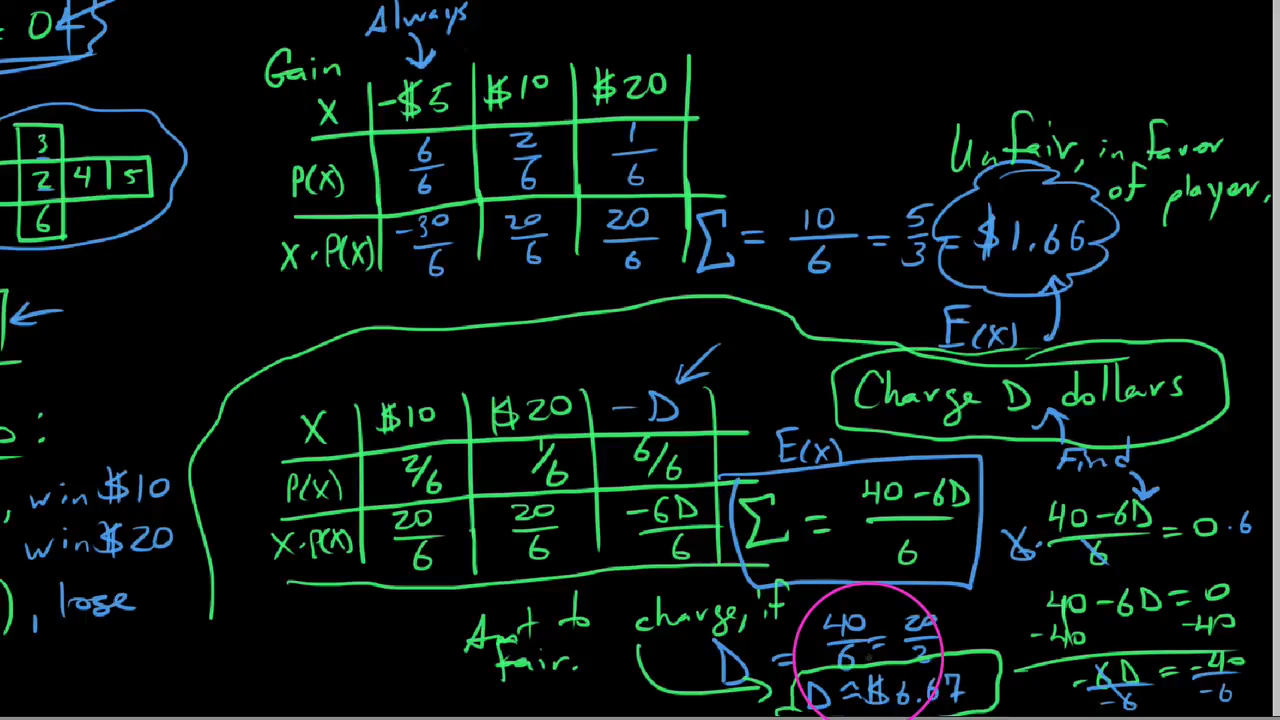 = 04
Always
Gain
X -$5 $10 $20
P(X) 6/6 2/6 1/6
X·P(X) -30/6 20/6 20/6 Σ = 10/6 = 5/3 = $1.66
Unfair, in favor
of player,
E(X)
3
2 4 5
6
Charge D dollars
Find
X $10 $20 -D
P(X) 2/6 1/6 6/6
X·P(X) 20/6 20/6 -6D/6
E(X)
Σ = 40-6D/6
6· 40-6D/6 = 0·6
40-6D=0
-40 -40
-6D/-6 = -40/-6
:
, win $10
win $20
), lose
Amt to charge, if
fair.
D = 40/6 = 20/3
D ≈ $6.67